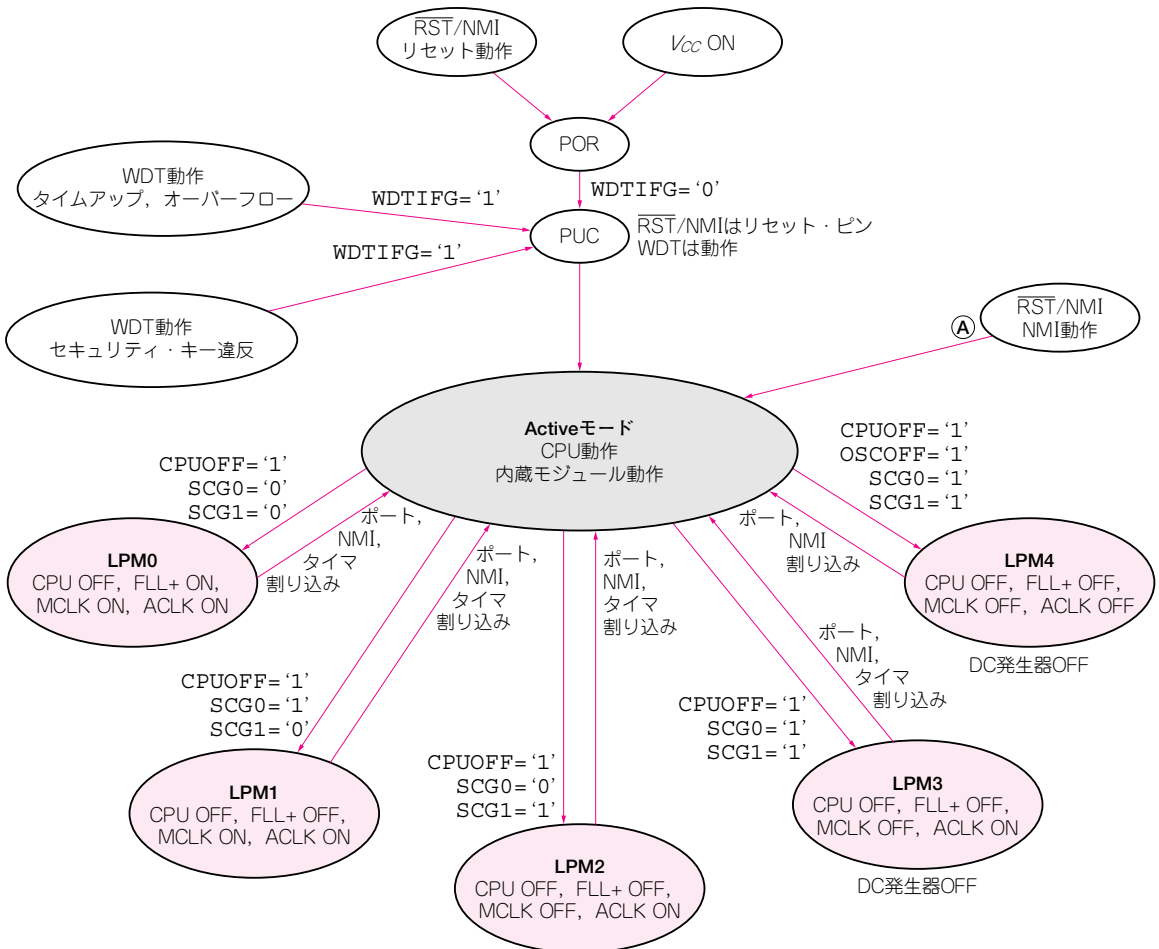 RST/NMI
リセット動作
VCC ON
POR
WDT動作
タイムアップ，オーバーフロー
WDTIFG=‘1’
WDTIFG=‘0’
PUC
RST/NMIはリセット・ピン
WDTは動作
WDTIFG=‘1’
WDT動作
セキュリティ・キー違反
A
RST/NMI
NMI動作
Activeモード
CPU動作
内蔵モジュール動作
CPUOFF=‘1’
SCG0=‘0’
SCG1=‘0’
CPUOFF=‘1’
OSCOFF=‘1’
SCG0=‘1’
SCG1=‘1’
LPM0
CPU OFF，FLL+ ON，
MCLK ON，ACLK ON
ポート，
NMI，
タイマ
割り込み
ポート，
NMI，
タイマ
割り込み
ポート，
NMI，
タイマ
割り込み
ポート，
NMI
割り込み
LPM4
CPU OFF，FLL+ OFF，
MCLK OFF，ACLK OFF
DC発生器OFF
ポート，
NMI，
タイマ
割り込み
CPUOFF=‘1’
SCG0=‘1’
SCG1=‘0’
CPUOFF=‘1’
SCG0=‘0’
SCG1=‘1’
CPUOFF=‘1’
SCG0=‘1’
SCG1=‘1’
LPM1
CPU OFF，FLL+ OFF，
MCLK ON，ACLK ON
LPM2
CPU OFF，FLL+ OFF，
MCLK OFF，ACLK ON
LPM3
CPU OFF，FLL+ OFF，
MCLK OFF，ACLK ON
DC発生器OFF